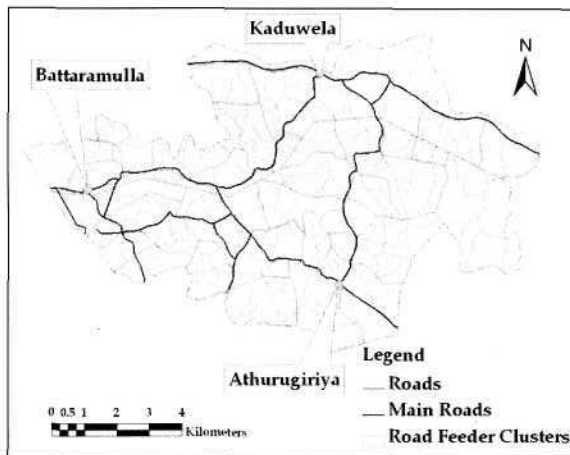 Kaduwela
N
Battaramulla
Legend
Athurugiriya
Roads
Main Roads
0 0.5 1 2 3 4
Kilometers
Road Feeder Clusters